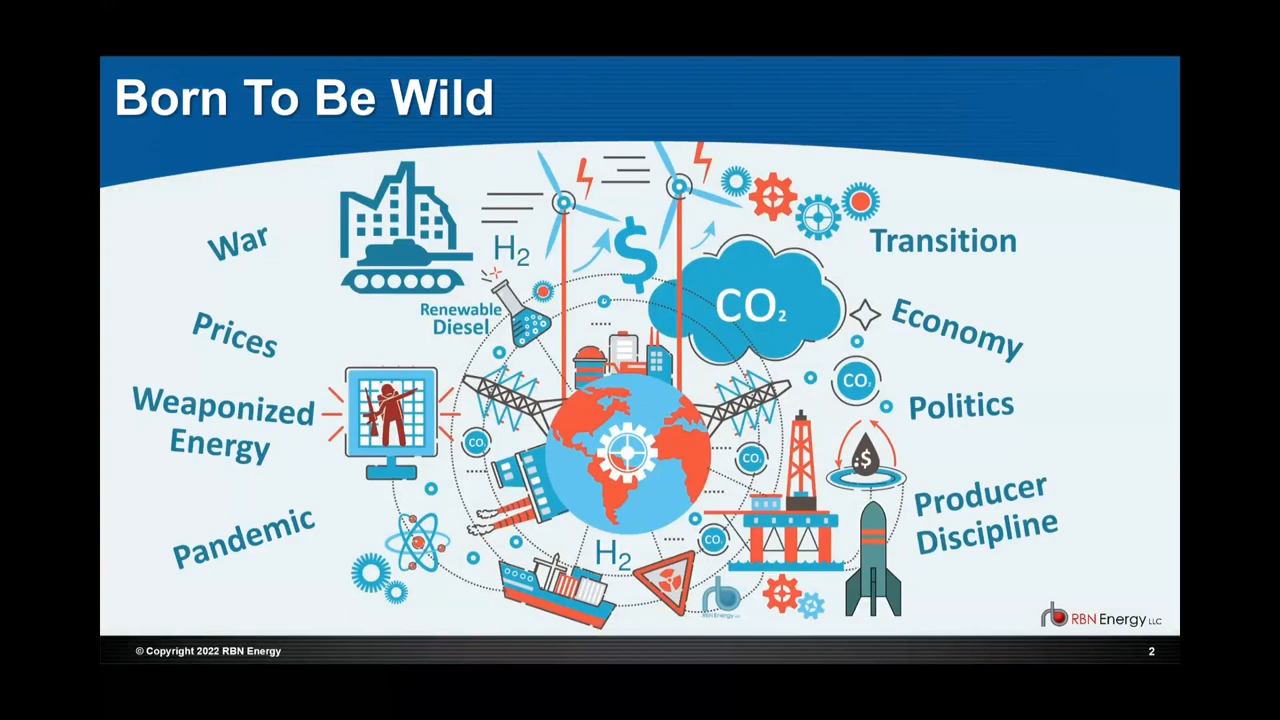 Born To Be Wild
War
Prices
Weaponized
Energy
Pandemic
H2
Renewable
Diesel
$
CO2
CO2
CO2
CO2
CO2
:$
H2
Transition
Economy
Politics
Producer
Discipline
RBN Energy LLC
© Copyright 2022 RBN Energy
2